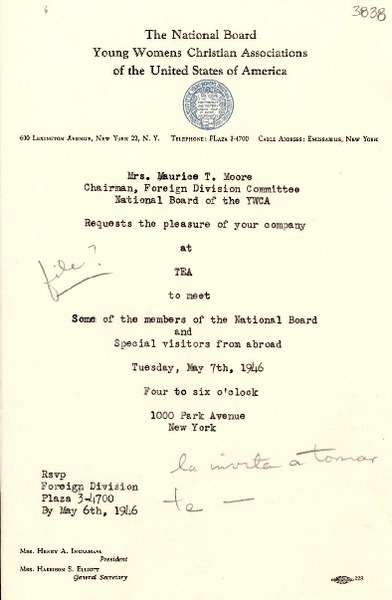 3838
The National Board
Young Womens Christian Associations
of the United States of America
600 Lexington Avenue, New York 22, N. Y. Telephone: Plaza 3-4700 Cable Address: Emissarius, New York
Mrs. Maurice T. Moore
Chairman, Foreign Division Committee
National Board of the YWCA
Requests the pleasure of your company
at
file?
TEA
to meet
Some of the members of the National Board
and
Special visitors from abroad
Tuesday, May 7th, 1946
Four to six o'clock
1000 Park Avenue
New York
la invita a tomar
te —
Rsvp
Foreign Division
Plaza 3-4700
By May 6th, 1946
Mrs. Henry A. Ingraham
President
Mrs. Harrison S. Elliott
General Secretary
223